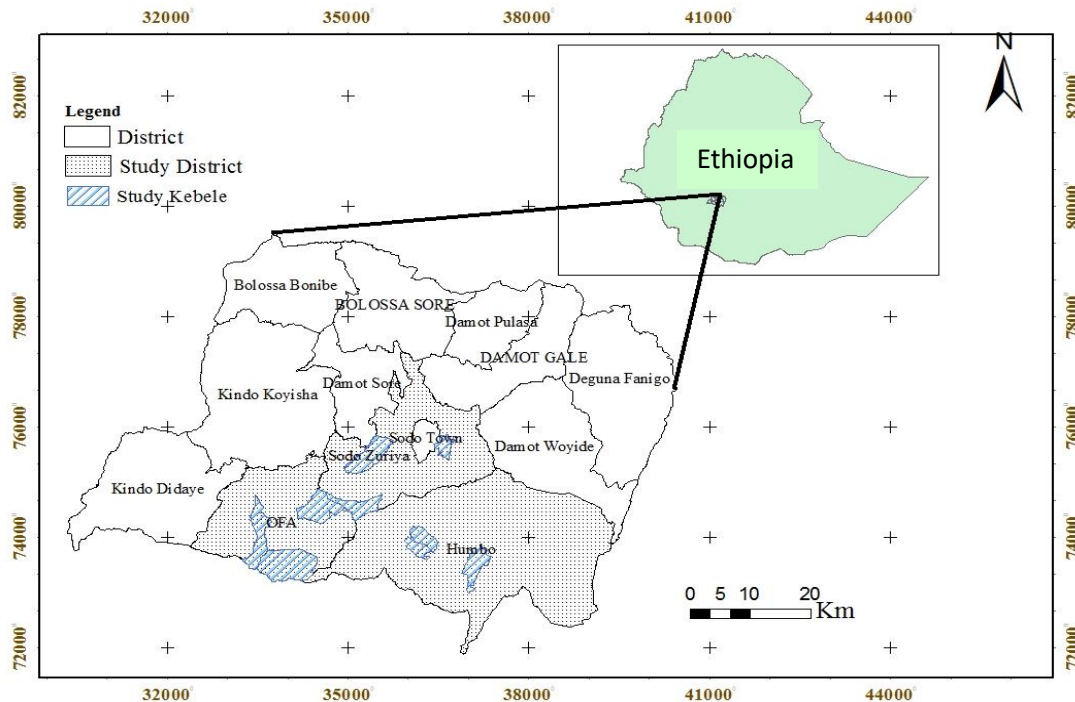 32000° 35000° 38000° 41000° 44000°
N
82000°
82000°
Legend
District
Study District
Study Kebele
Ethiopia
80000°
80000°
Bolossa Bonibe
BOLOSSA SORE
78000°
78000°
Damot Pulasa
DAMOT GALE
Deguna Fanigo
Damot Sore
Kindo Koyisha
76000°
76000°
Sodo Town
Damot Woyide
Sodo Zuriya
Kindo Didaye
OFA
74000°
74000°
Humbo
0 5 10 20
Km
72000°
72000°
32000° 35000° 38000° 41000° 44000°